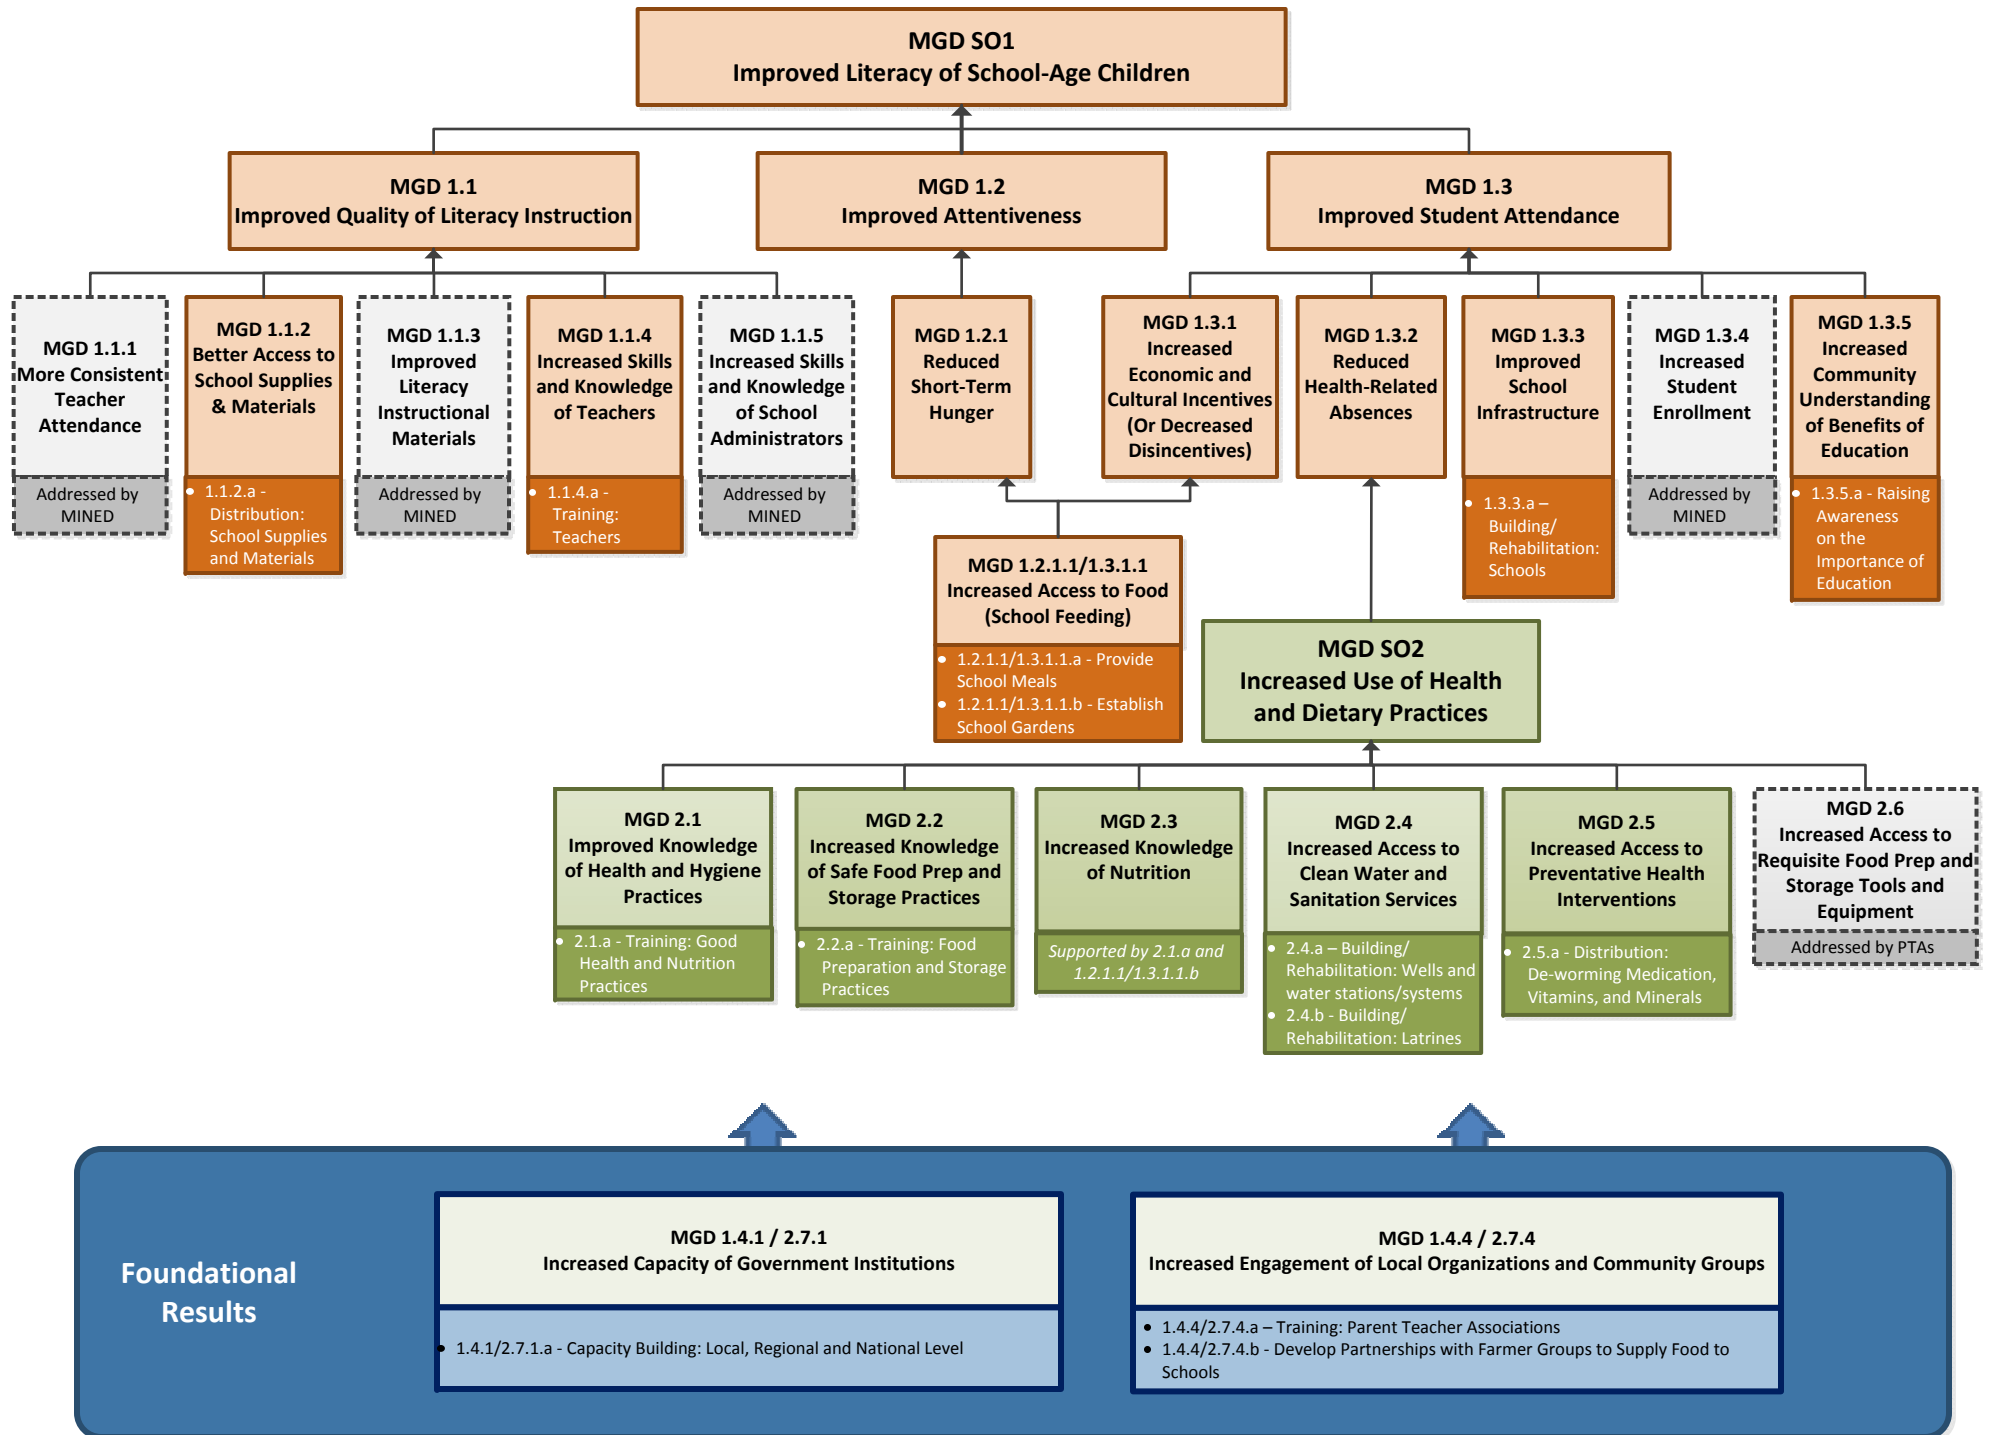 MGD SO1
Improved Literacy of School-Age Children
MGD 1.1
Improved Quality of Literacy Instruction
MGD 1.2
Improved Attentiveness
MGD 1.3
Improved Student Attendance
MGD 1.1.1
More Consistent
Teacher
Attendance
Addressed by
MINED
MGD 1.1.2
Better Access to
School Supplies
& Materials
• 1.1.2.a -
Distribution:
School Supplies
and Materials
MGD 1.1.3
Improved
Literacy
Instructional
Materials
Addressed by
MINED
MGD 1.1.4
Increased Skills
and Knowledge
of Teachers
• 1.1.4.a -
Training:
Teachers
MGD 1.1.5
Increased Skills
and Knowledge
of School
Administrators
Addressed by
MINED
MGD 1.2.1
Reduced
Short-Term
Hunger
MGD 1.3.1
Increased
Economic and
Cultural Incentives
(Or Decreased
Disincentives)
MGD 1.3.2
Reduced
Health-Related
Absences
MGD 1.3.3
Improved
School
Infrastructure
• 1.3.3.a –
Building/
Rehabilitation:
Schools
MGD 1.3.4
Increased
Student
Enrollment
Addressed by
MINED
MGD 1.3.5
Increased
Community
Understanding
of Benefits of
Education
• 1.3.5.a - Raising
Awareness
on the
Importance of
Education
MGD 1.2.1.1/1.3.1.1
Increased Access to Food
(School Feeding)
• 1.2.1.1/1.3.1.1.a - Provide
School Meals
• 1.2.1.1/1.3.1.1.b - Establish
School Gardens
MGD SO2
Increased Use of Health
and Dietary Practices
MGD 2.1
Improved Knowledge
of Health and Hygiene
Practices
• 2.1.a - Training: Good
Health and Nutrition
Practices
MGD 2.2
Increased Knowledge
of Safe Food Prep and
Storage Practices
• 2.2.a - Training: Food
Preparation and Storage
Practices
MGD 2.3
Increased Knowledge
of Nutrition
Supported by 2.1.a and
1.2.1.1/1.3.1.1.b
MGD 2.4
Increased Access to
Clean Water and
Sanitation Services
• 2.4.a – Building/
Rehabilitation: Wells and
water stations/systems
• 2.4.b - Building/
Rehabilitation: Latrines
MGD 2.5
Increased Access to
Preventative Health
Interventions
• 2.5.a - Distribution:
De-worming Medication,
Vitamins, and Minerals
MGD 2.6
Increased Access to
Requisite Food Prep and
Storage Tools and
Equipment
Addressed by PTAs
Foundational
Results
MGD 1.4.1 / 2.7.1
Increased Capacity of Government Institutions
• 1.4.1/2.7.1.a - Capacity Building: Local, Regional and National Level
MGD 1.4.4 / 2.7.4
Increased Engagement of Local Organizations and Community Groups
• 1.4.4/2.7.4.a – Training: Parent Teacher Associations
• 1.4.4/2.7.4.b - Develop Partnerships with Farmer Groups to Supply Food to
Schools